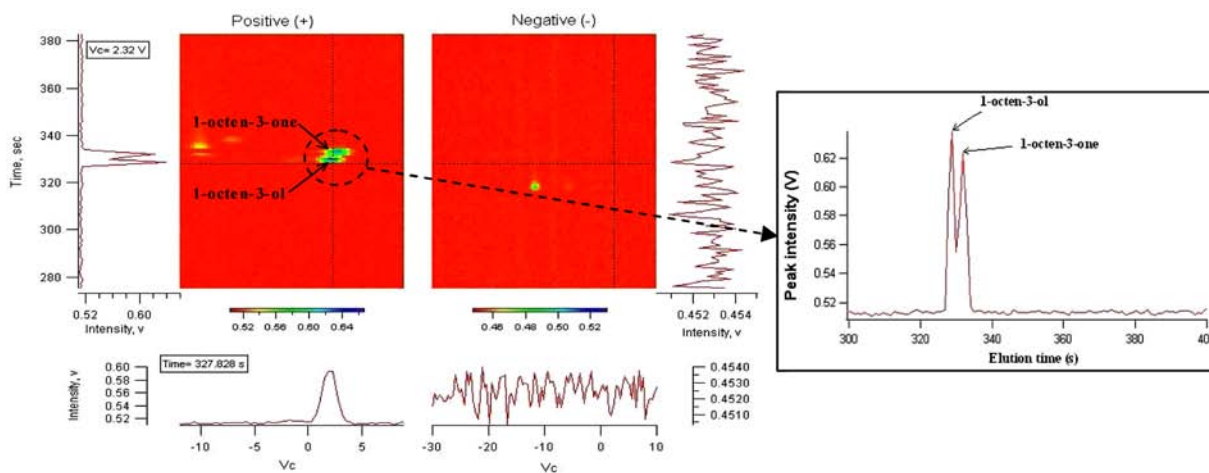 Positive (+)
Negative (-)
380
360
340
320
300
280
Time, sec
Vc= 2.32 V
0.52 0.60
Intensity, v
1-octen-3-one
1-octen-3-ol
0.52 0.56 0.60 0.64
0.46 0.48 0.50 0.52
0.452 0.454
Intensity, v
Time= 327.828 s
0.60
0.58
0.56
0.54
0.52
Intensity, v
-10 -5 0 5
Vc
-30 -20 -10 0 10
Vc
0.4540
0.4530
0.4520
0.4510
1-octen-3-ol
1-octen-3-one
0.62
0.60
0.58
0.56
0.54
0.52
Peak intensity (V)
300 320 340 360 380 40
Elution time (s)